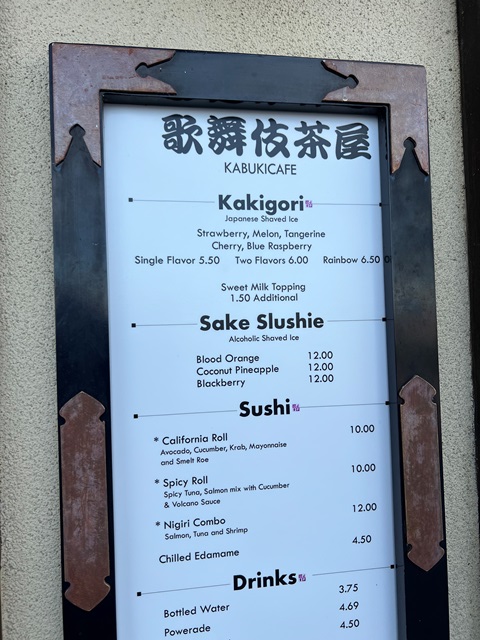 歌舞伎茶屋
KABUKICAFE
Kakigori
Japanese Shaved Ice
Strawberry, Melon, Tangerine
Cherry, Blue Raspberry
Single Flavor 5.50 Two Flavors 6.00 Rainbow 6.50
Sweet Milk Topping
1.50 Additional
Sake Slushie
Alcoholic Shaved Ice
Blood Orange 12.00
Coconut Pineapple 12.00
Blackberry 12.00
Sushi
* California Roll 10.00
Avocado, Cucumber, Krab, Mayonnaise
and Smelt Roe
* Spicy Roll 10.00
Spicy Tuna, Salmon mix with Cucumber
& Volcano Sauce
* Nigiri Combo 12.00
Salmon, Tuna and Shrimp
Chilled Edamame 4.50
Drinks
Bottled Water 3.75
Powerade 4.69
4.50